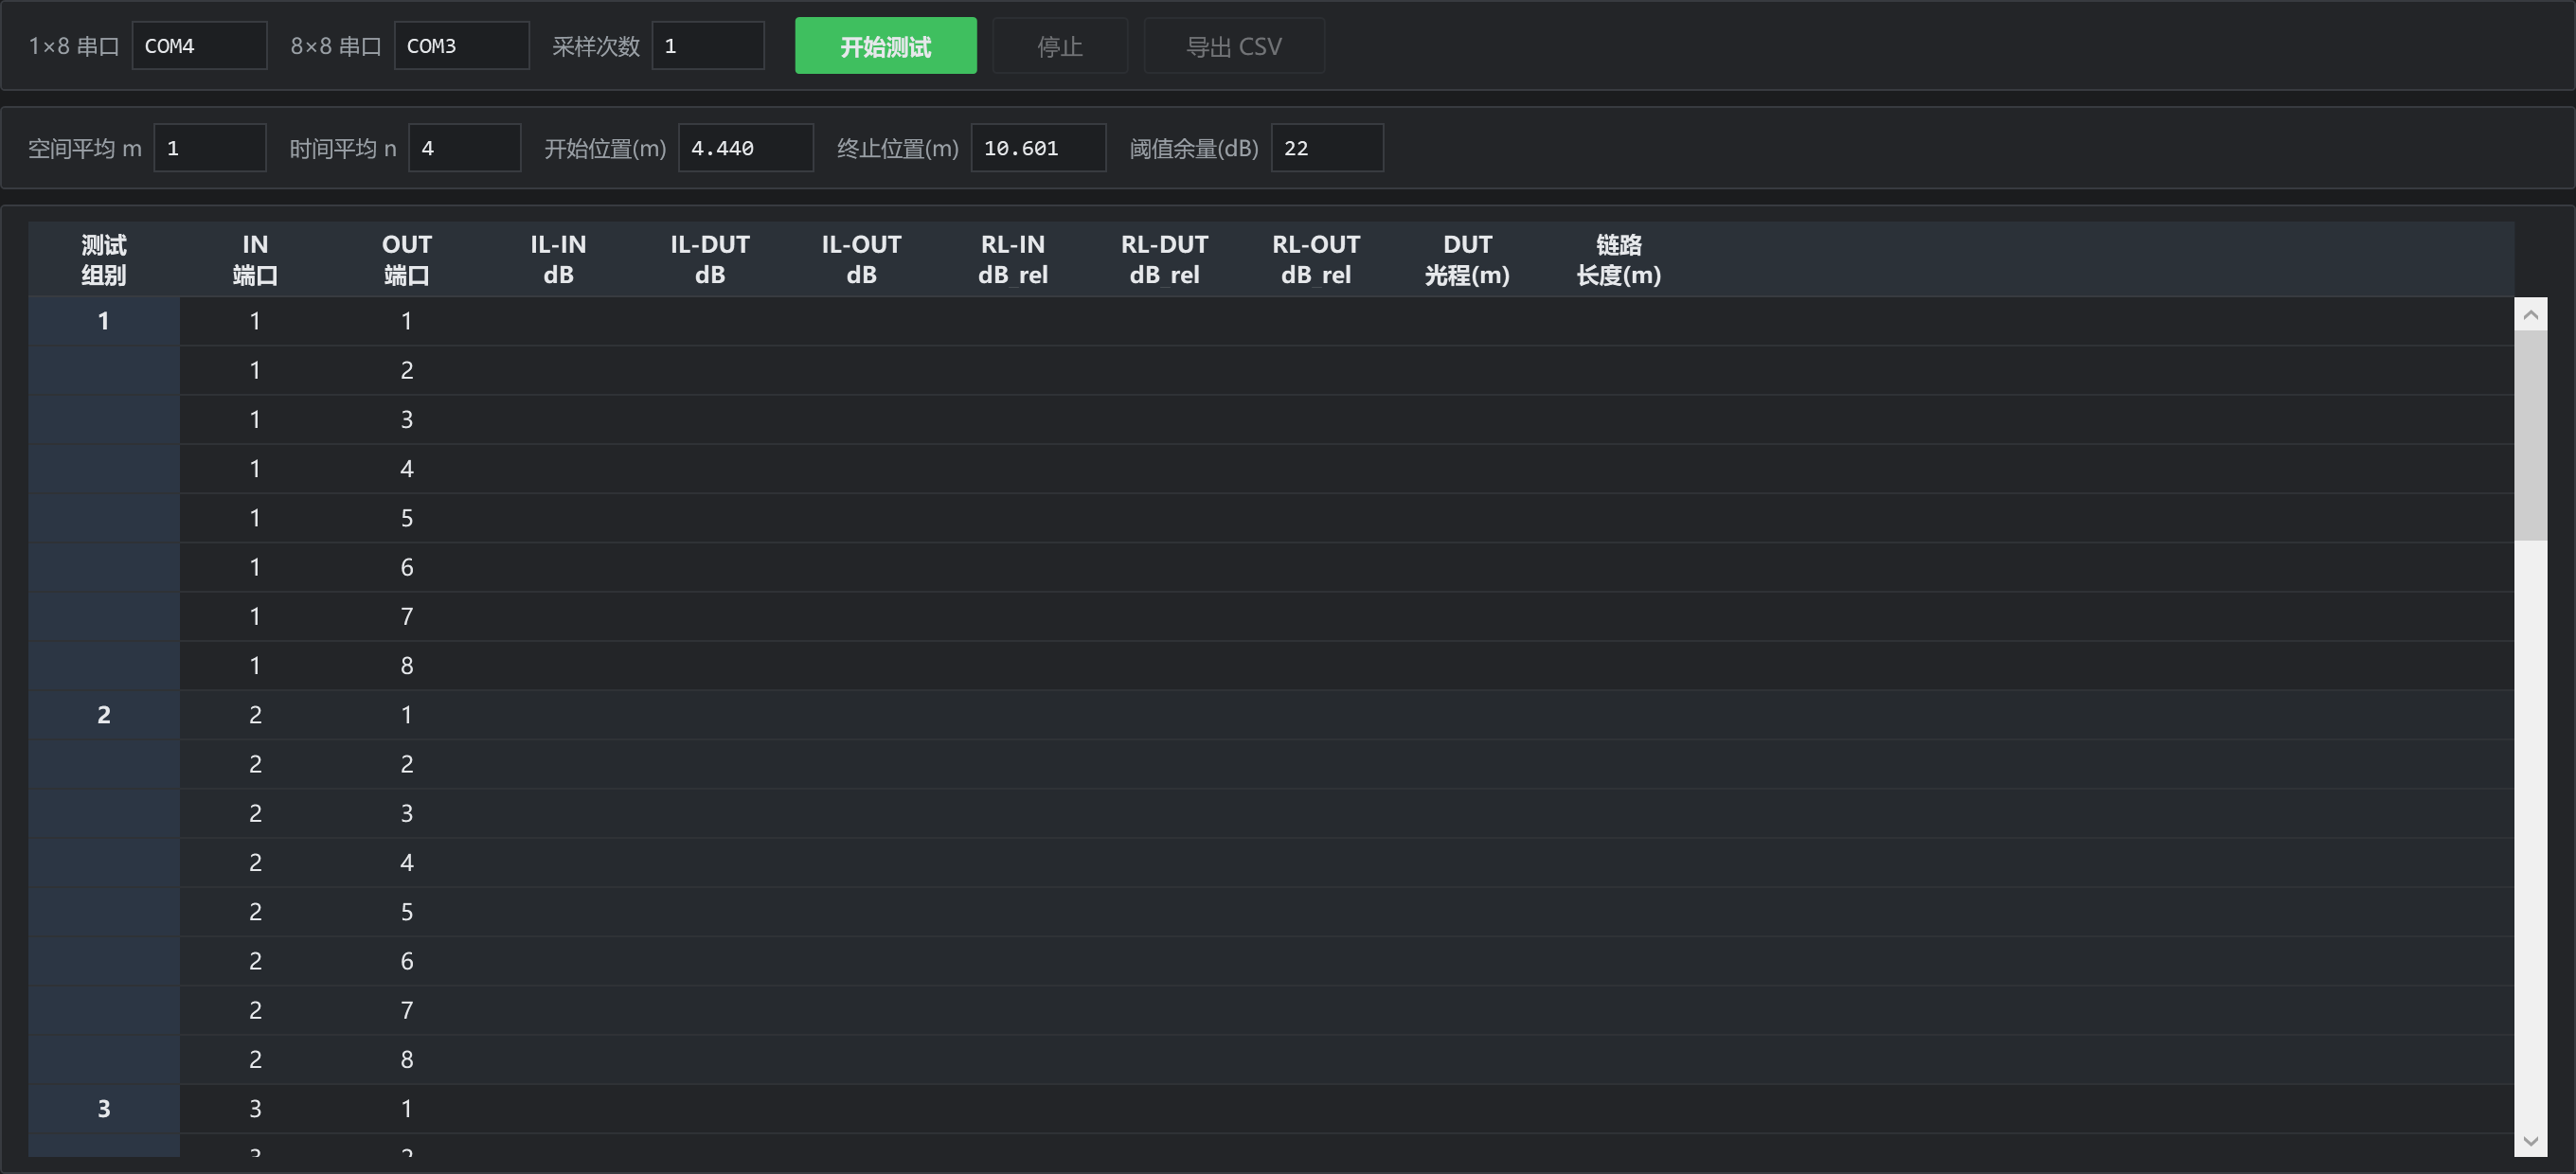 1×8 串口 COM4 8×8 串口 COM3 采样次数 1 开始测试 停止 导出 CSV
空间平均 m 1 时间平均 n 4 开始位置(m) 4.440 终止位置(m) 10.601 阈值余量(dB) 22
测试 IN OUT IL-IN IL-DUT IL-OUT RL-IN RL-DUT RL-OUT DUT 链路
组别 端口 端口 dB dB dB dB_rel dB_rel dB_rel 光程(m) 长度(m)
1 1 1
1 2
1 3
1 4
1 5
1 6
1 7
1 8
2 2 1
2 2
2 3
2 4
2 5
2 6
2 7
2 8
3 3 1
3 2